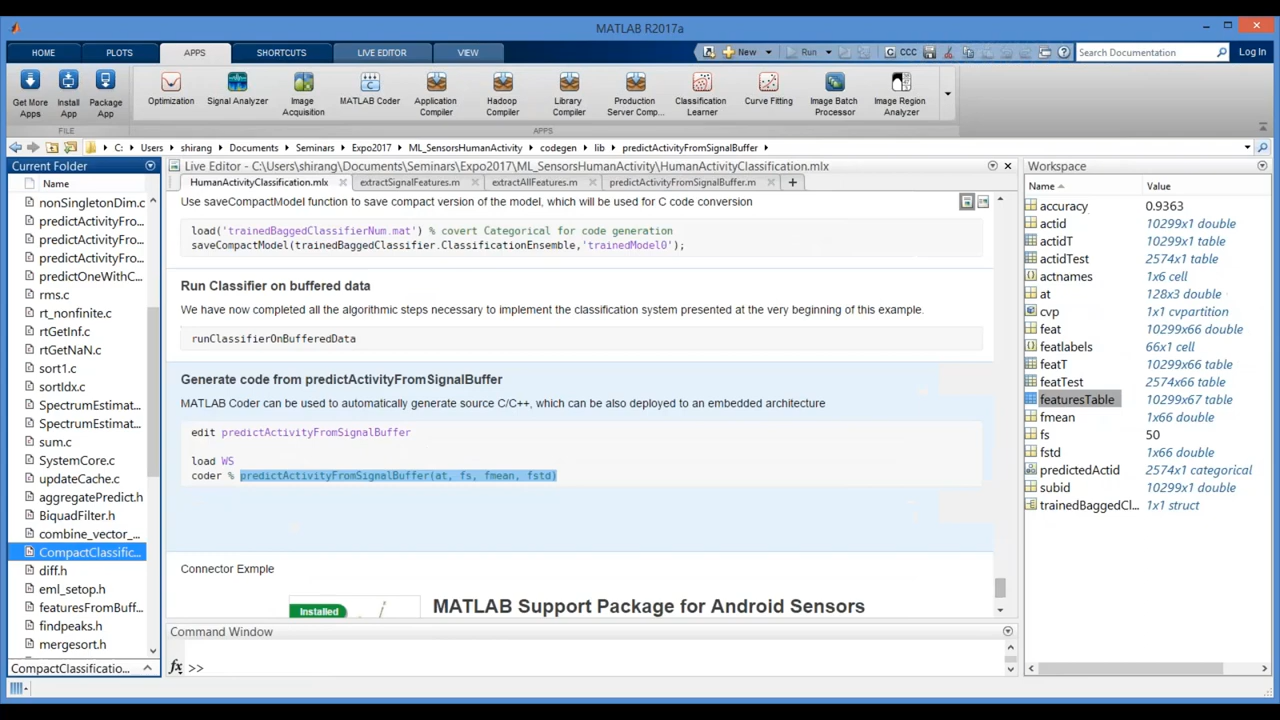 MATLAB R2017a
HOME PLOTS APPS SHORTCUTS LIVE EDITOR VIEW New Run CCC Search Documentation Log In
Get More Apps
Install App
Package App
Optimization
Signal Analyzer
Image Acquisition
MATLAB Coder
Application Compiler
Hadoop Compiler
Library Compiler
Production Server Comp...
Classification Learner
Curve Fitting
Image Batch Processor
Image Region Analyzer
FILE APPS
C: Users shirang Documents Seminars Expo2017 ML_SensorsHumanActivity codegen lib predictActivityFromSignalBuffer
Current Folder
Name
nonSingletonDim.c
predictActivityFro...
predictActivityFro...
predictActivityFro...
predictOneWithC...
rms.c
rt_nonfinite.c
rtGetInf.c
rtGetNaN.c
sort1.c
sortIdx.c
SpectrumEstimat...
SpectrumEstimat...
sum.c
SystemCore.c
updateCache.c
aggregatePredict.h
BiquadFilter.h
combine_vector_...
CompactClassific...
diff.h
eml_setop.h
featuresFromBuff...
findpeaks.h
mergesort.h
CompactClassificatio...
Live Editor - C:\Users\shirang\Documents\Seminars\Expo2017\ML_SensorsHumanActivity\HumanActivityClassification.mlx
HumanActivityClassification.mlx extractSignalFeatures.m extractAllFeatures.m predictActivityFromSignalBuffer.m
Use saveCompactModel function to save compact version of the model, which will be used for C code conversion
load('trainedBaggedClassifierNum.mat') % covert Categorical for code generation
saveCompactModel(trainedBaggedClassifier.ClassificationEnsemble,'trainedModel0');
Run Classifier on buffered data
We have now completed all the algorithmic steps necessary to implement the classification system presented at the very beginning of this example.
runClassifierOnBufferedData
Generate code from predictActivityFromSignalBuffer
MATLAB Coder can be used to automatically generate source C/C++, which can be also deployed to an embedded architecture
edit predictActivityFromSignalBuffer
load WS
coder % predictActivityFromSignalBuffer(at, fs, fmean, fstd)
Connector Exmple
Installed
MATLAB Support Package for Android Sensors
Command Window
fx >>
Workspace
Name Value
accuracy 0.9363
actid 10299x1 double
actidT 10299x1 table
actidTest 2574x1 table
actnames 1x6 cell
at 128x3 double
cvp 1x1 cvpartition
feat 10299x66 double
featlabels 66x1 cell
featT 10299x66 table
featTest 2574x66 table
featuresTable 10299x67 table
fmean 1x66 double
fs 50
fstd 1x66 double
predictedActid 2574x1 categorical
subid 10299x1 double
trainedBaggedCl... 1x1 struct